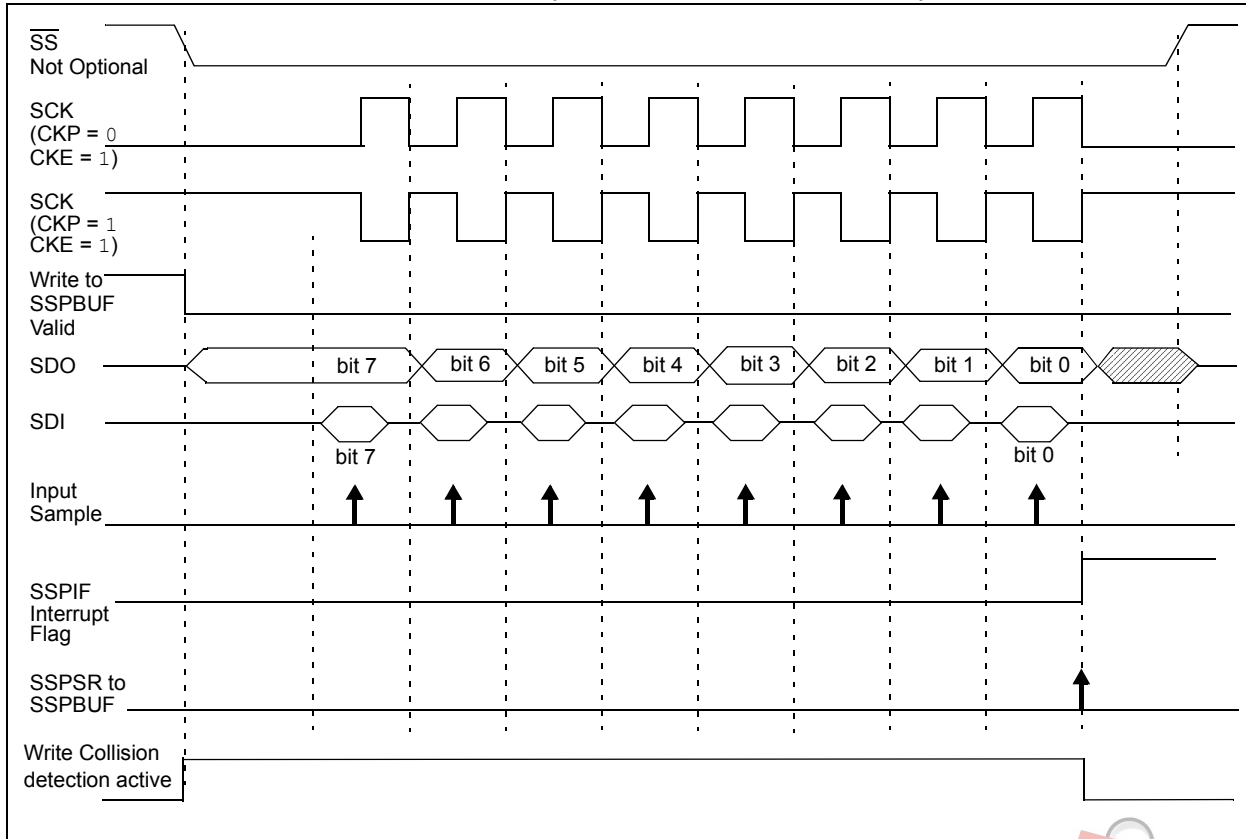 SS
Not Optional
SCK
(CKP = 0
CKE = 1)
SCK
(CKP = 1
CKE = 1)
Write to
SSPBUF
Valid
SDO
bit 7
bit 6
bit 5
bit 4
bit 3
bit 2
bit 1
bit 0
SDI
bit 7
bit 0
Input
Sample
SSPIF
Interrupt
Flag
SSPSR to
SSPBUF
Write Collision
detection active